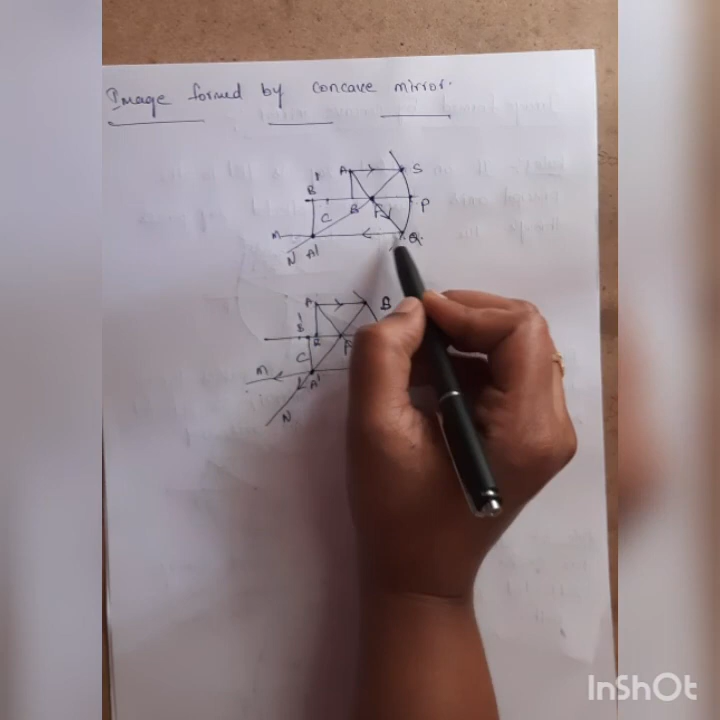 Image formed by concave mirror.
A S
B'
B F P
C
M Q.
N A'
A S
B'
B F
C
M
A'
N
InShOt